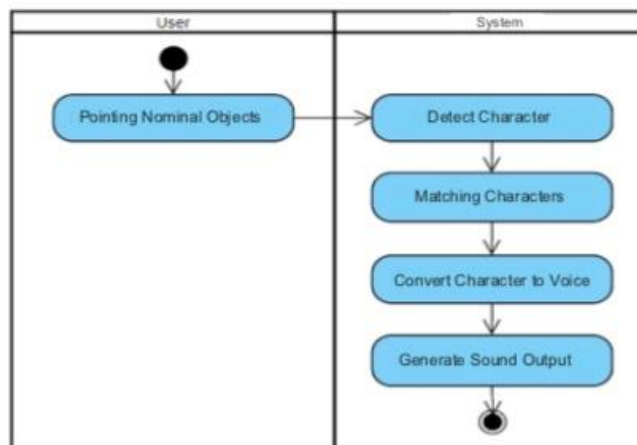 User
System
Pointing Nominal Objects
Detect Character
Matching Characters
Convert Character to Voice
Generate Sound Output